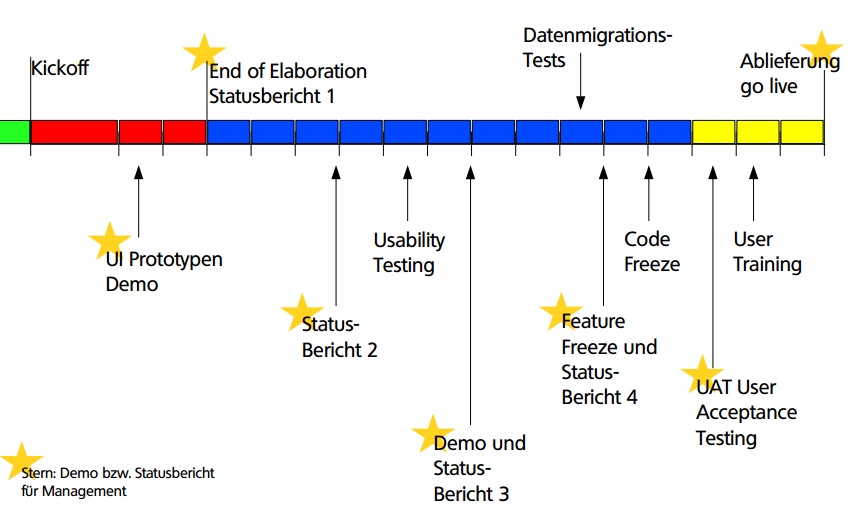 Kickoff
End of Elaboration
Statusbericht 1
Datenmigrations-
Tests
Ablieferung
go live
UI Prototypen
Demo
Status-
Bericht 2
Usability
Testing
Demo und
Status-
Bericht 3
Feature
Freeze und
Status-
Bericht 4
Code
Freeze
UAT User
Acceptance
Testing
User
Training
Stern: Demo bzw. Statusbericht
für Management